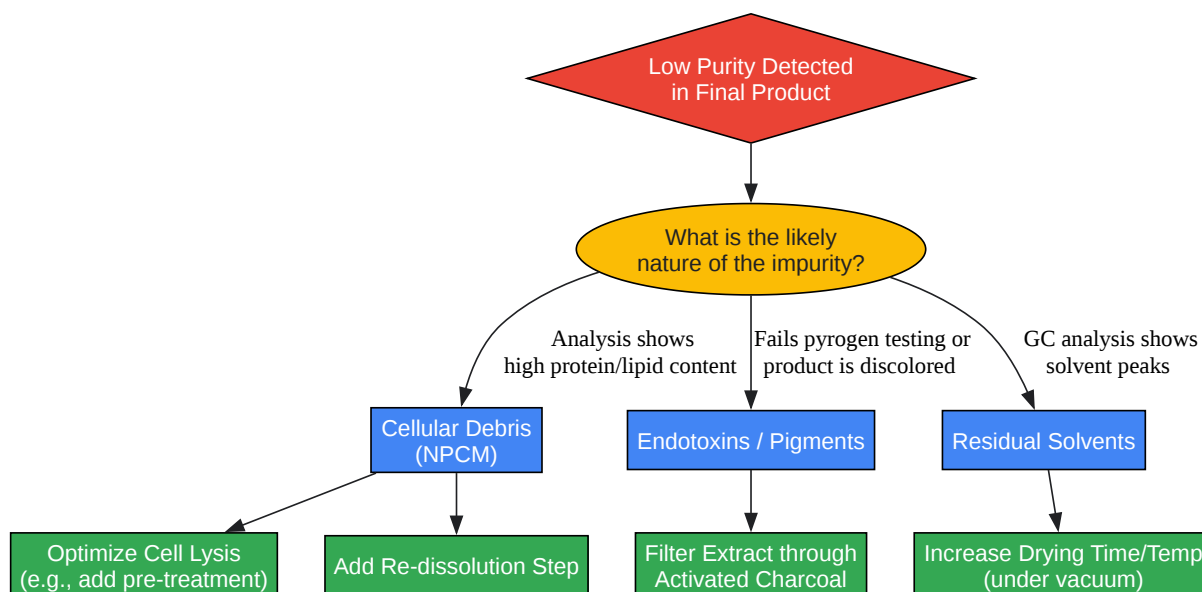 Low Purity Detected
in Final Product
What is the likely
nature of the impurity?
Analysis shows
high protein/lipid content
Fails pyrogen testing or
product is discolored
GC analysis shows
solvent peaks
Cellular Debris
(NPCM)
Endotoxins / Pigments
Residual Solvents
Optimize Cell Lysis
(e.g., add pre-treatment)
Add Re-dissolution Step
Filter Extract through
Activated Charcoal
Increase Drying Time/Temp
(under vacuum)